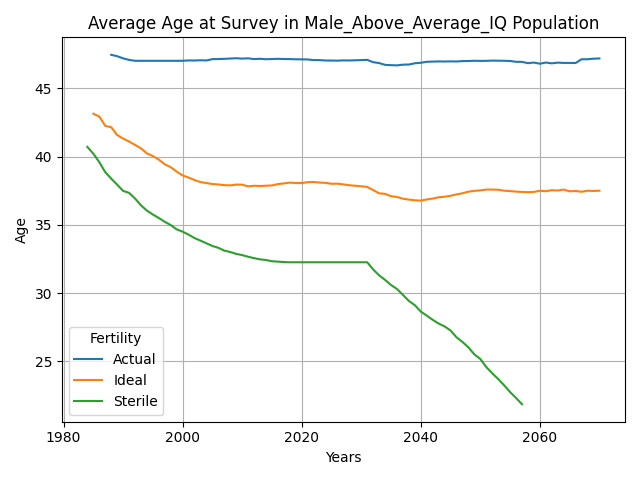 Average Age at Survey in Male_Above_Average_IQ Population
Age
45
40
35
30
25
Fertility
Actual
Ideal
Sterile
1980
2000
2020
2040
2060
Years